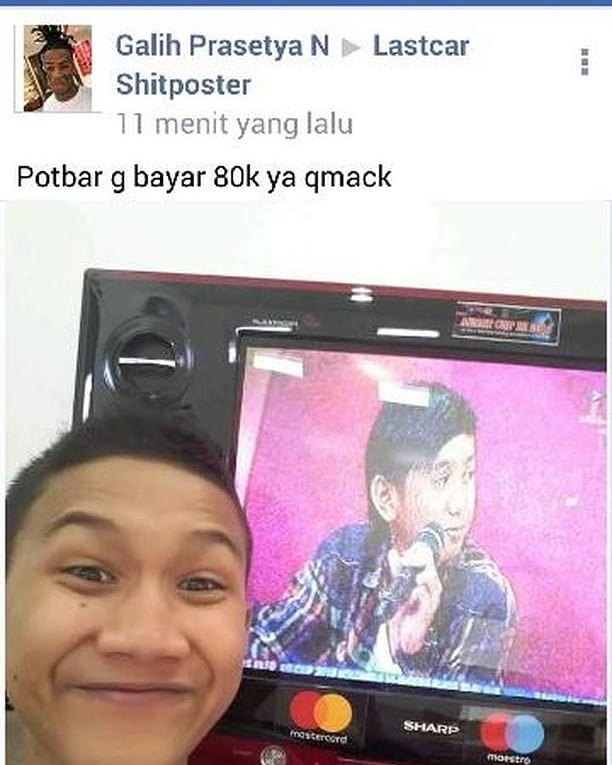 Galih Prasetya N ▶ Lastcar
Shitposter
11 menit yang lalu
Potbar g bayar 80k ya qmack
mastercard
SHARP
maestro